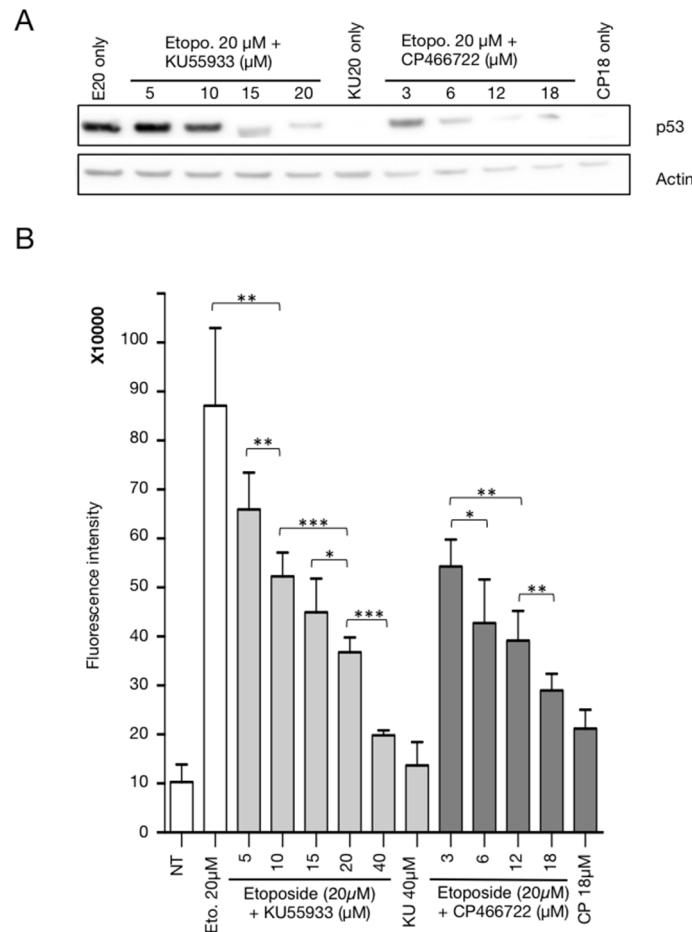 A
E20 only
Etopo. 20 µM +
KU55933 (µM)
5 10 15 20
KU20 only
Etopo. 20 µM +
CP466722 (µM)
3 6 12 18
CP18 only
p53
Actin
B
X10000
Fluorescence intensity
100
90
80
70
60
50
40
30
20
10
0
**
**
***
*
***
**
*
**
NT
Eto. 20µM
5 10 15 20 40
Etoposide (20µM)
+ KU55933 (µM)
KU 40µM
3 6 12 18
Etoposide (20µM)
+ CP466722 (µM)
CP 18µM